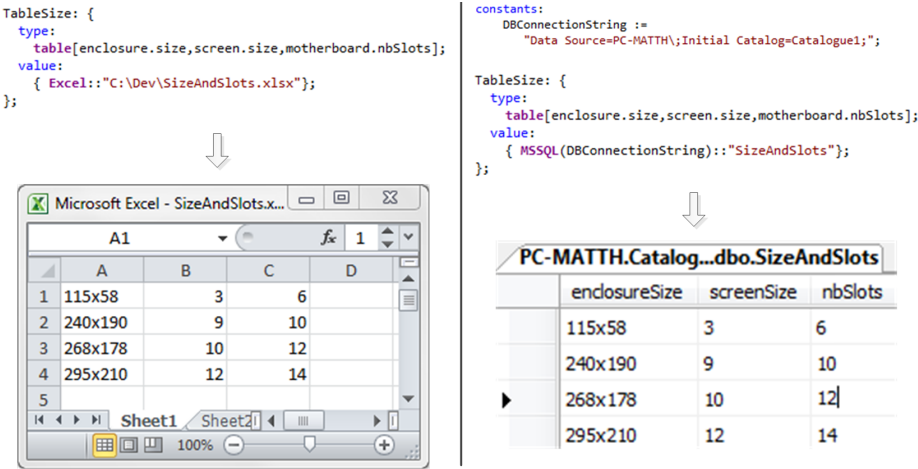 TableSize: {
type:
table[enclosure.size,screen.size,motherboard.nbSlots];
value:
{ Excel::"C:\Dev\SizeAndSlots.xlsx"};
};
Microsoft Excel - SizeAndSlots.x...
A1 fx 1
A B C D
1 115x58 3 6
2 240x190 9 10
3 268x178 10 12
4 295x210 12 14
5
Sheet1 Sheet2
100%
constants:
DBConnectionString :=
"Data Source=PC-MATTH\;Initial Catalog=Catalogue1;";
TableSize: {
type:
table[enclosure.size,screen.size,motherboard.nbSlots];
value:
{ MSSQL(DBConnectionString)::"SizeAndSlots"};
};
PC-MATTH.Catalog...dbo.SizeAndSlots
enclosureSize screenSize nbSlots
115x58 3 6
240x190 9 10
268x178 10 12
295x210 12 14